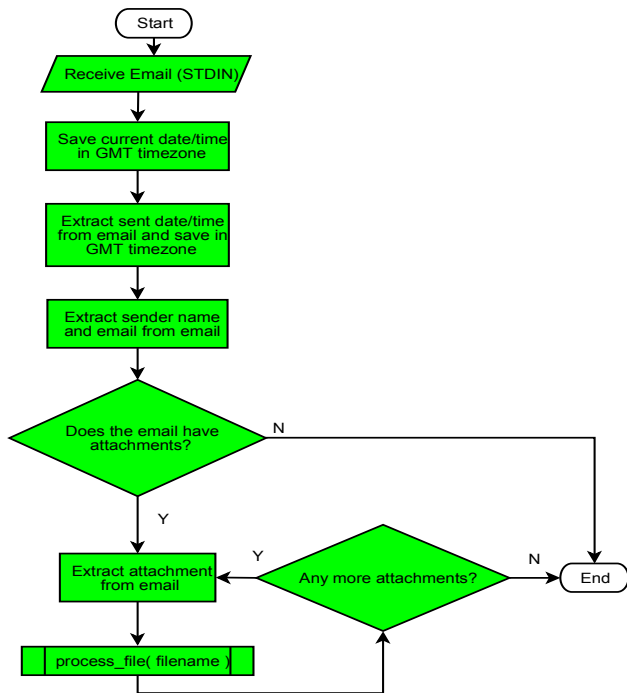 Start
Receive Email (STDIN)
Save current date/time
in GMT timezone
Extract sent date/time
from email and save in
GMT timezone
Extract sender name
and email from email
Does the email have
attachments?
N
Y
Extract attachment
from email
Y
Any more attachments?
N
End
process_file( filename )